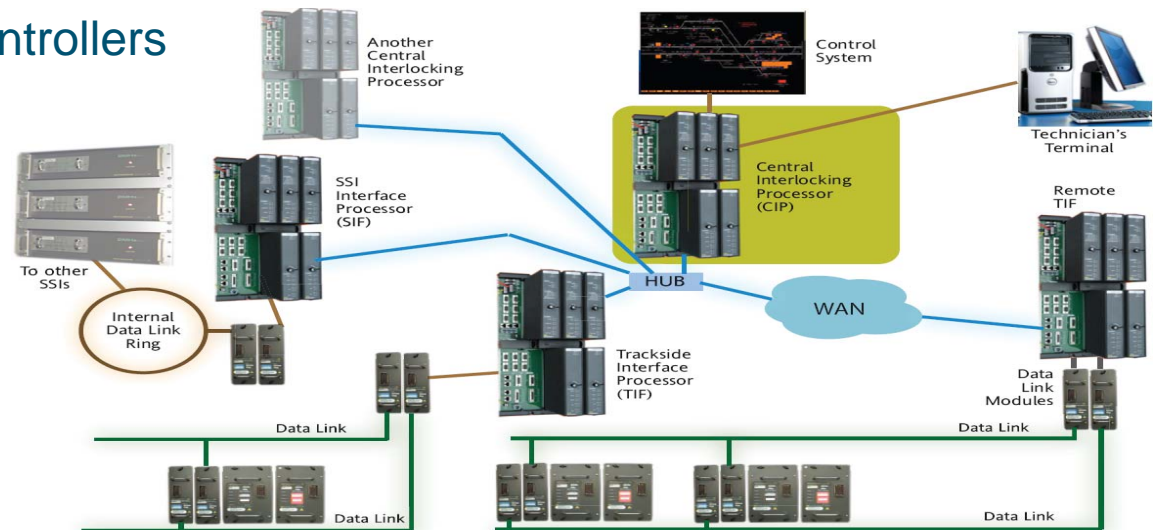 ntrollers
Another
Central
Interlocking
Processor
Control
System
Technician's
Terminal
SSI
Interface
Processor
(SIF)
Central
Interlocking
Processor
(CIP)
Remote
TIF
To other
SSIs
HUB
WAN
Internal
Data Link
Ring
Trackside
Interface
Processor
(TIF)
Data
Link
Modules
Data Link
Data Link
Data Link
Data Link